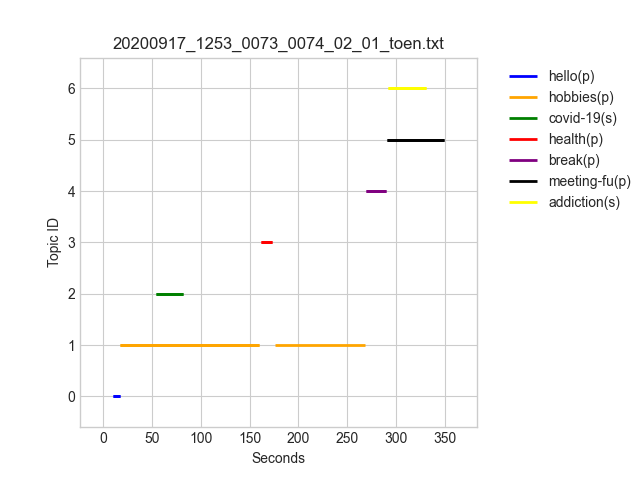 20200917_1253_0073_0074_02_01_toen.txt
hello(p)
hobbies(p)
covid-19(s)
health(p)
break(p)
meeting-fu(p)
addiction(s)
Topic ID
6
5
4
3
2
1
0
0 50 100 150 200 250 300 350
Seconds